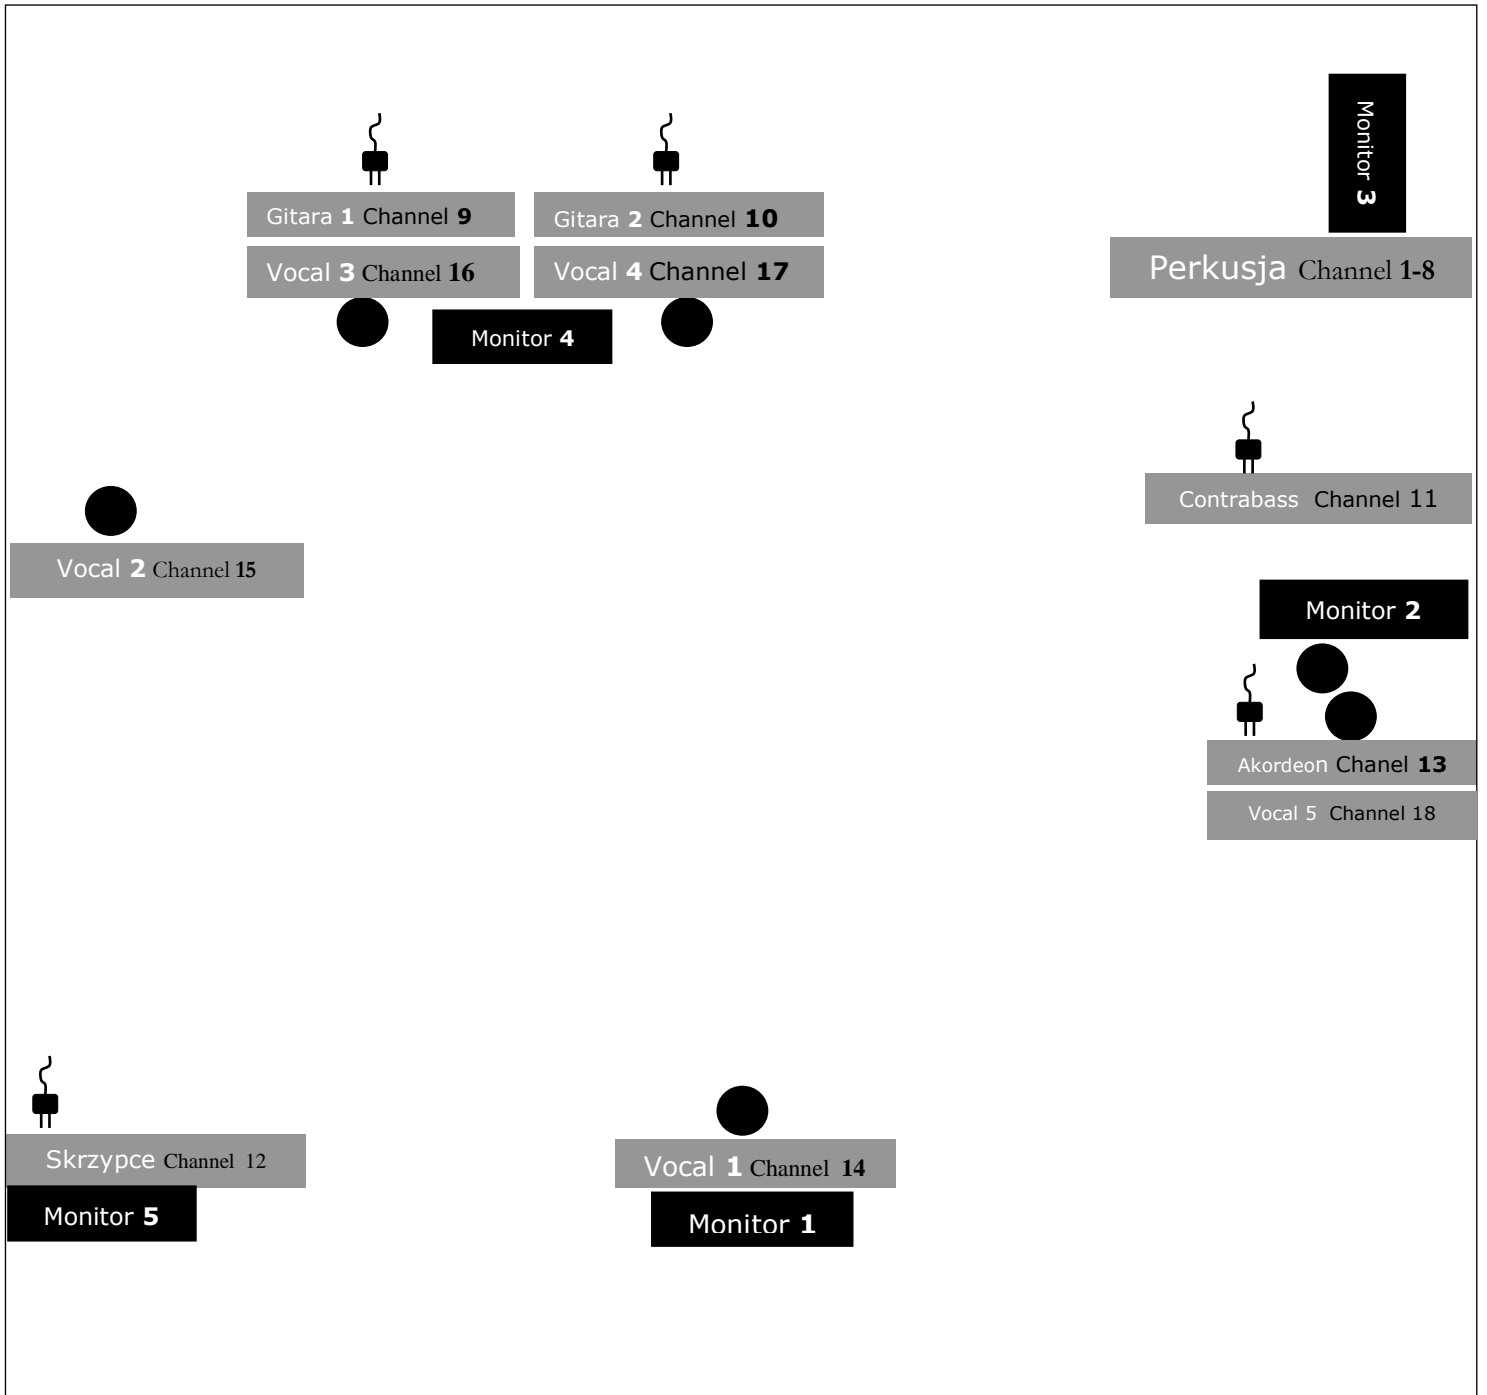 Monitor 3
Gitara 1 Channel 9
Gitara 2 Channel 10
Vocal 3 Channel 16
Vocal 4 Channel 17
Perkusja Channel 1-8
Monitor 4
Contrabass Channel 11
Vocal 2 Channel 15
Monitor 2
Akordeon Chanel 13
Vocal 5 Channel 18
Skrzypce Channel 12
Vocal 1 Channel 14
Monitor 5
Monitor 1